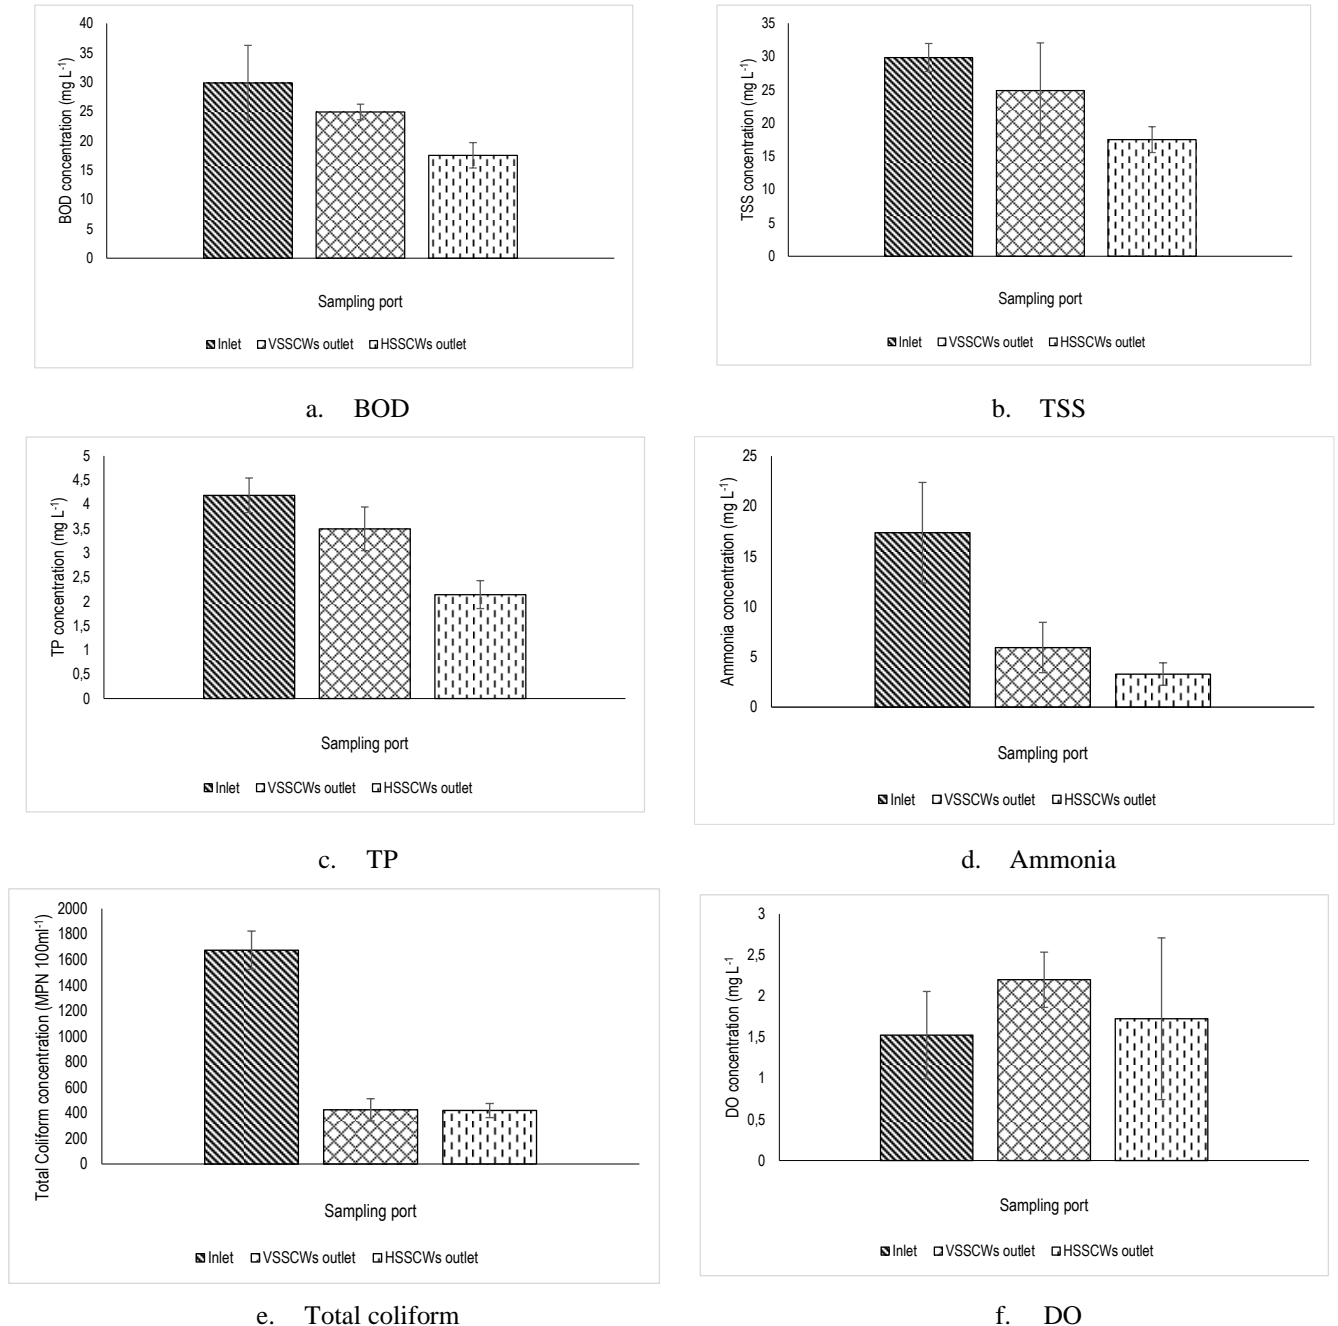 40
35
30
25
20
15
10
5
0
BOD concentration (mg L-1)
Sampling port
Inlet VSSCWs outlet HSSCWs outlet
a. BOD
35
30
25
20
15
10
5
0
TSS concentration (mg L-1)
Sampling port
Inlet VSSCWs outlet HSSCWs outlet
b. TSS
5
4,5
4
3,5
3
2,5
2
1,5
1
0,5
0
TP concentration (mg L-1)
Sampling port
Inlet VSSCWs outlet HSSCWs outlet
c. TP
25
20
15
10
5
0
Ammonia concentration (mg L-1)
Sampling port
Inlet VSSCWs outlet HSSCWs outlet
d. Ammonia
2000
1800
1600
1400
1200
1000
800
600
400
200
0
Total Coliform concentration (MPN 100ml-1)
Sampling port
Inlet VSSCWs outlet HSSCWs outlet
e. Total coliform
3
2,5
2
1,5
1
0,5
0
DO concentration (mg L-1
Sampling port
Inlet VSSCWs outlet HSSCWs outlet
f. DO